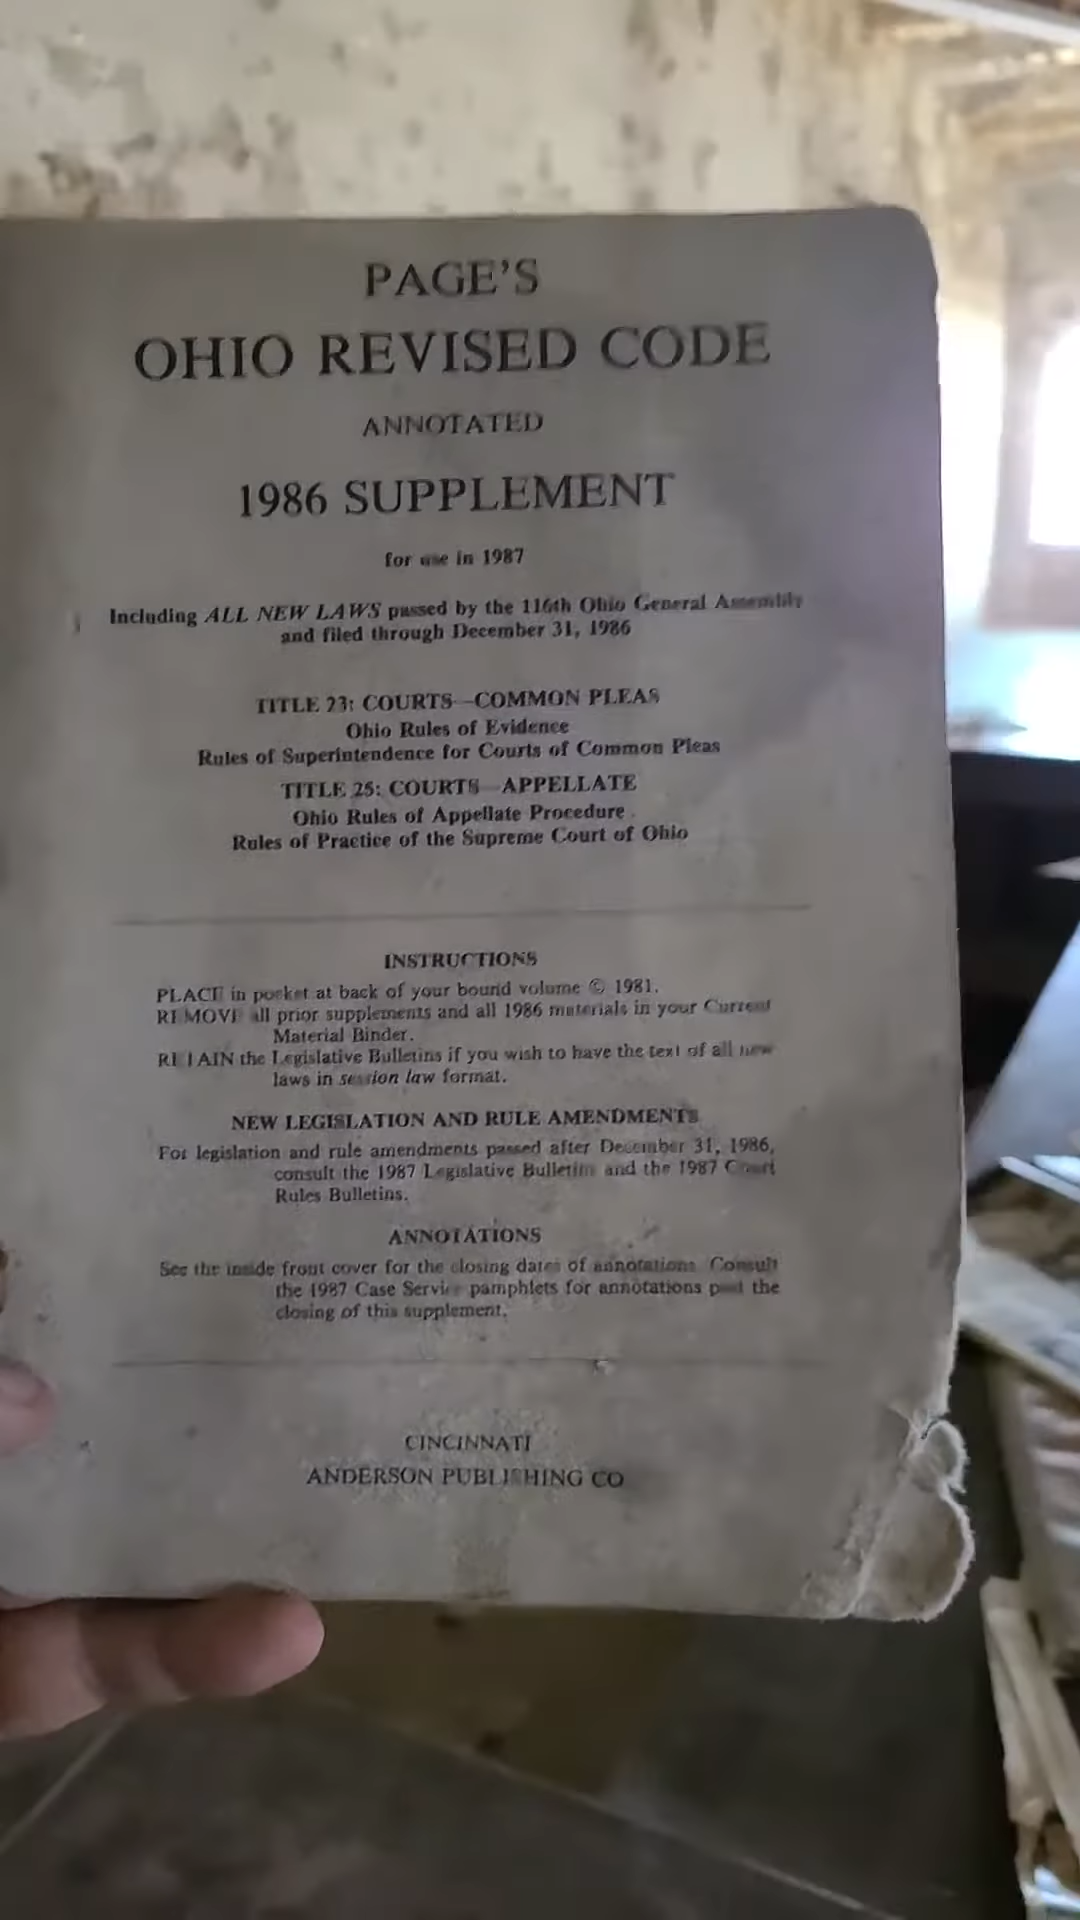 PAGE'S
OHIO REVISED CODE
ANNOTATED
1986 SUPPLEMENT
for use in 1987
Including ALL NEW LAWS passed by the 116th Ohio General Assembly
and filed through December 31, 1986
TITLE 23: COURTS—COMMON PLEAS
Ohio Rules of Evidence
Rules of Superintendence for Courts of Common Pleas
TITLE 25: COURTS—APPELLATE
Ohio Rules of Appellate Procedure
Rules of Practice of the Supreme Court of Ohio
INSTRUCTIONS
PLACE in pocket at back of your bound volume © 1981.
REMOVE all prior supplements and all 1986 materials in your Current
Material Binder.
RETAIN the Legislative Bulletins if you wish to have the text of all new
laws in session law format.
NEW LEGISLATION AND RULE AMENDMENTS
For legislation and rule amendments passed after December 31, 1986,
consult the 1987 Legislative Bulletins and the 1987 Court
Rules Bulletins.
ANNOTATIONS
See the inside front cover for the closing dates of annotations. Consult
the 1987 Case Service pamphlets for annotations past the
closing of this supplement.
CINCINNATI
ANDERSON PUBLISHING CO